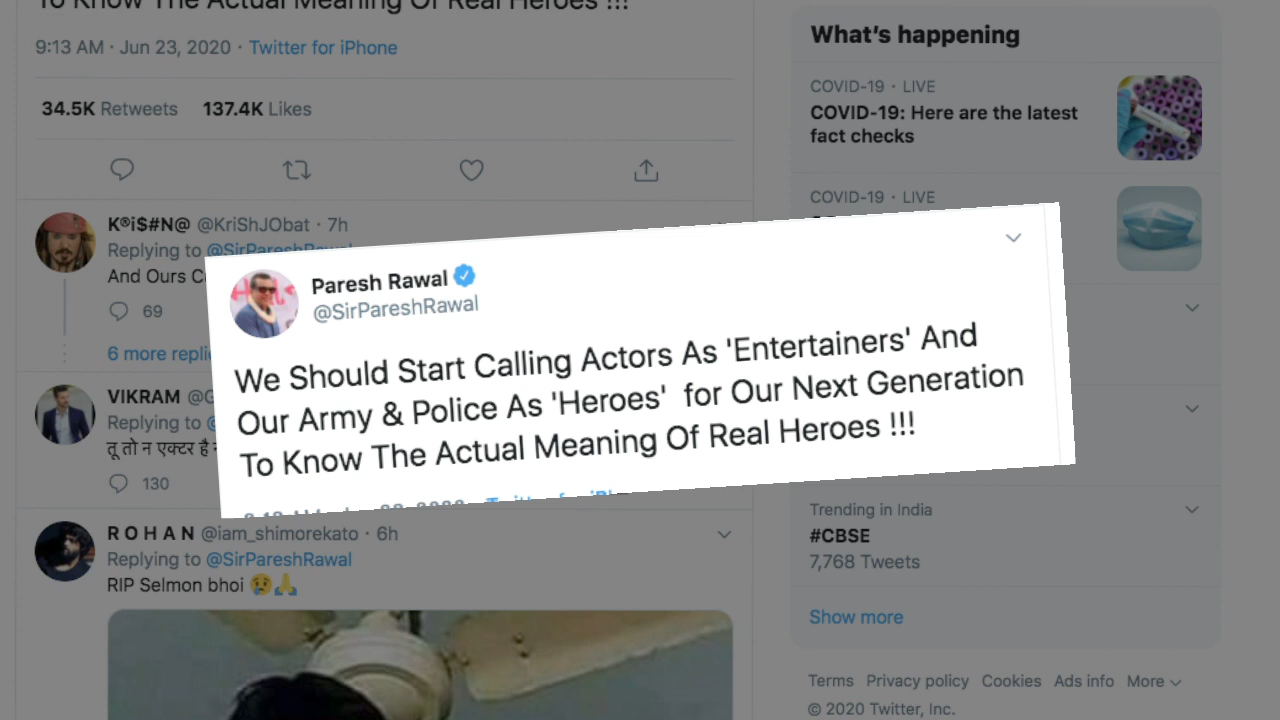 To Know The Actual Meaning Of Real Heroes !!!
9:13 AM · Jun 23, 2020 · Twitter for iPhone
34.5K Retweets 137.4K Likes
K®i$#N@ @KriShJObat · 7h
Replying to @SirPareshRawal
And Ours C
69
6 more replie
VIKRAM @G
Replying to @
तू तो न एक्टर है
130
R O H A N @iam_shimorekato · 6h
Replying to @SirPareshRawal
RIP Selmon bhoi 😢🙏
Paresh Rawal
@SirPareshRawal
We Should Start Calling Actors As 'Entertainers' And
Our Army & Police As 'Heroes' for Our Next Generation
To Know The Actual Meaning Of Real Heroes !!!
What's happening
COVID-19 · LIVE
COVID-19: Here are the latest
fact checks
COVID-19 · LIVE
Trending in India
#CBSE
7,768 Tweets
Show more
Terms Privacy policy Cookies Ads info More
© 2020 Twitter, Inc.